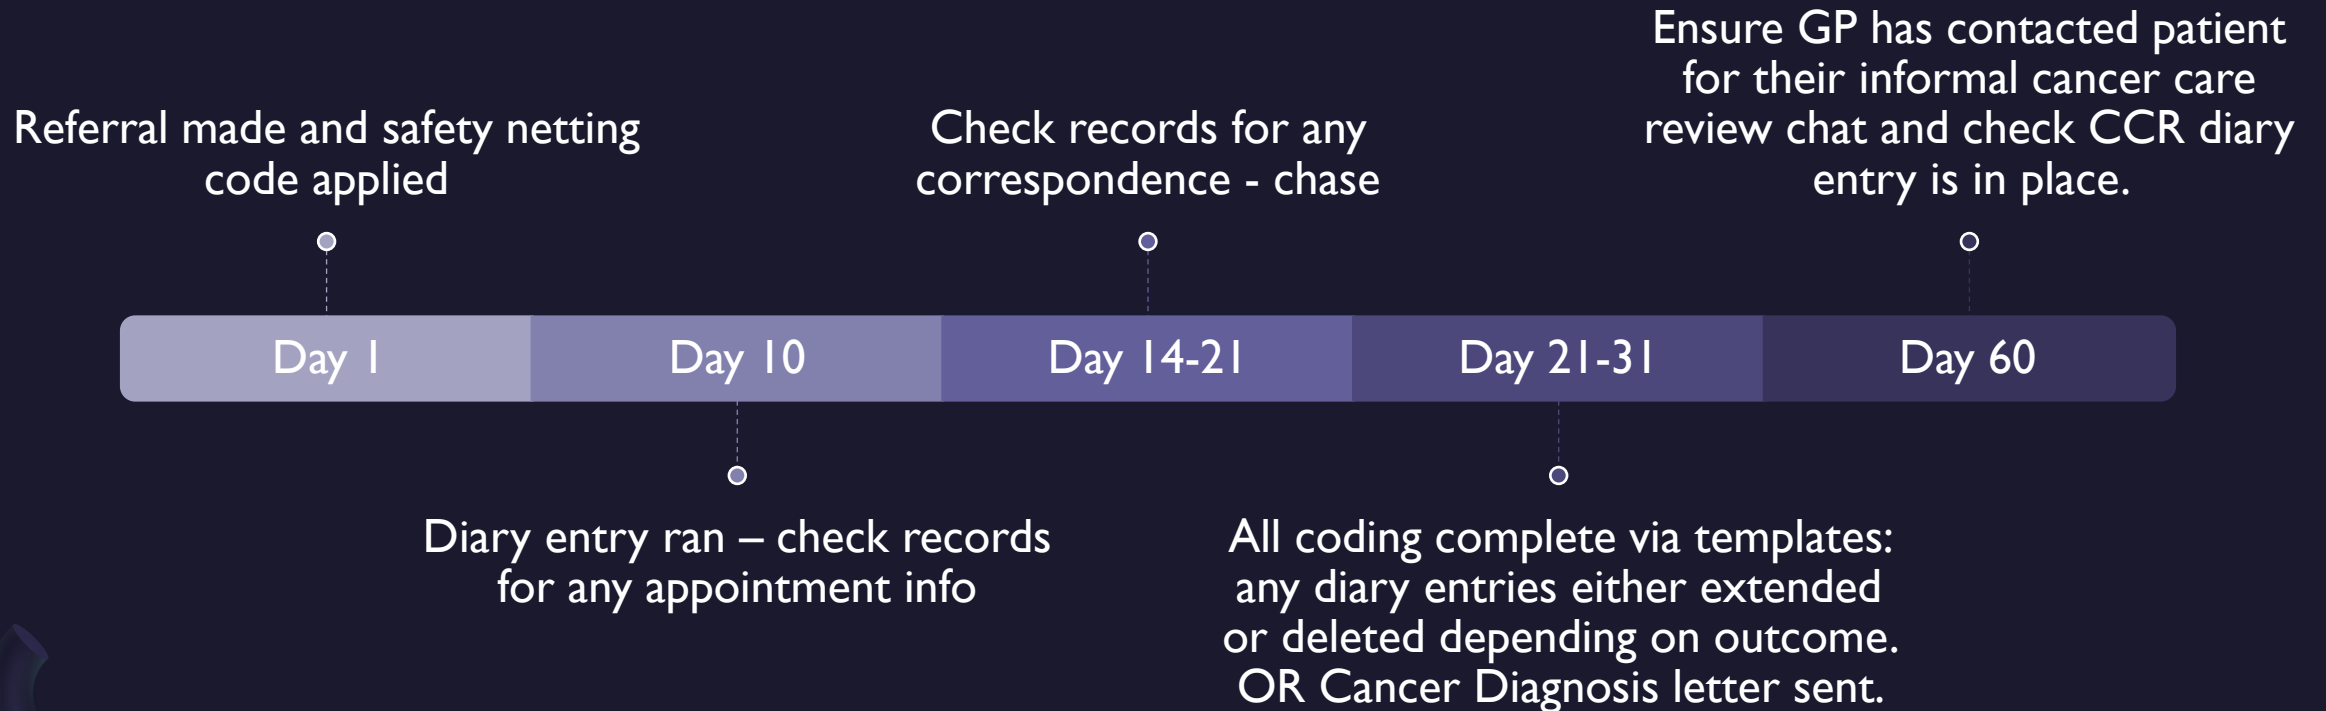 Referral made and safety netting
code applied
Check records for any
correspondence - chase
Ensure GP has contacted patient
for their informal cancer care
review chat and check CCR diary
entry is in place.
Day 1
Day 10
Day 14-21
Day 21-31
Day 60
Diary entry ran – check records
for any appointment info
All coding complete via templates:
any diary entries either extended
or deleted depending on outcome.
OR Cancer Diagnosis letter sent.